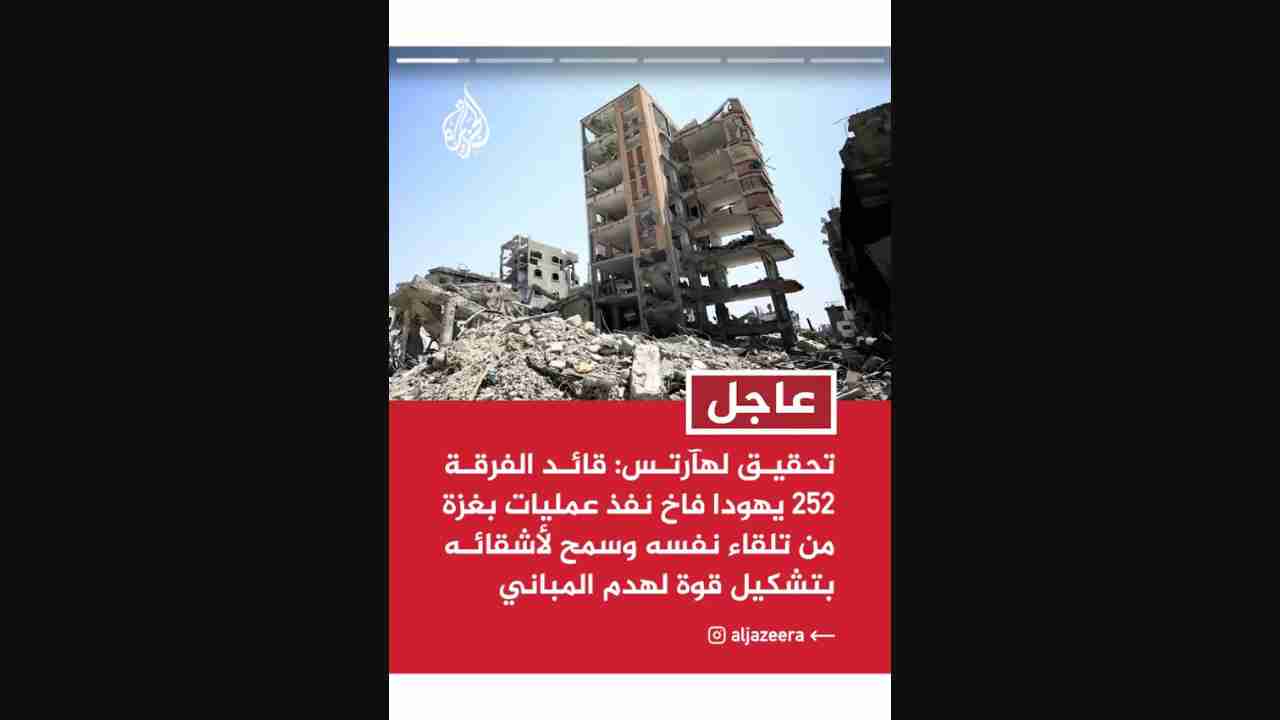 الجزيرة
عاجل
تحقيق لهآرتس: قائد الفرقة
252 يهودا فاخ نفذ عمليات بغزة
من تلقاء نفسه وسمح لأشقائه
بتشكيل قوة لهدم المباني
aljazeera